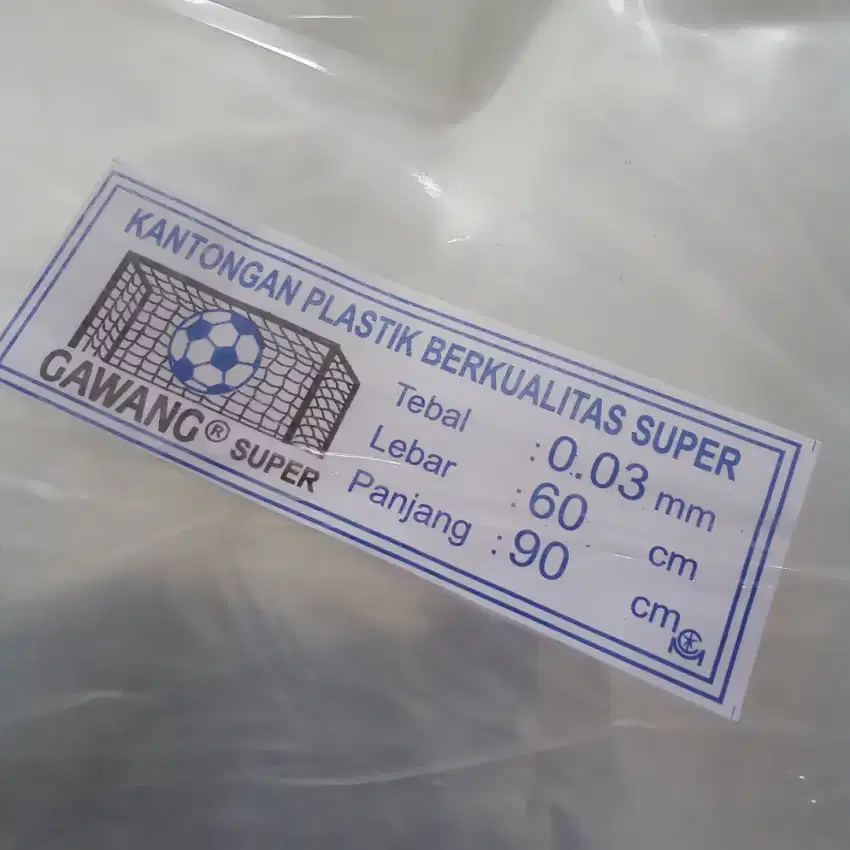 KANTONGAN PLASTIK BERKUALITAS SUPER
GAWANG® SUPER
Tebal : 0.03 mm
Lebar : 60 cm
Panjang : 90 cm